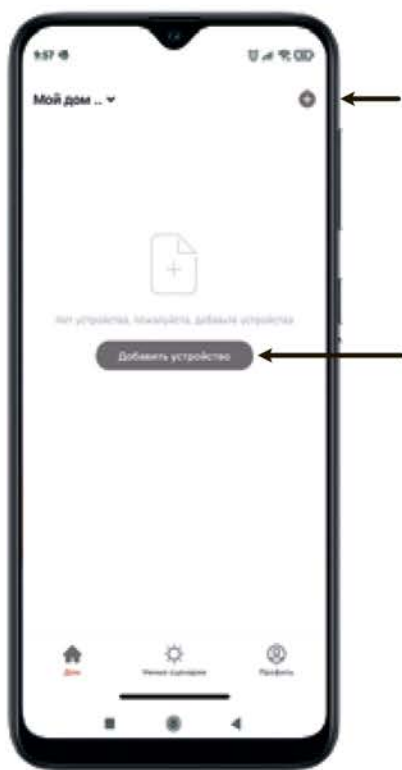 9:57
Мой дом ..
Нет устройства, пожалуйста, добавьте устройства
Добавить устройство
Дом
Умные сценарии
Профиль